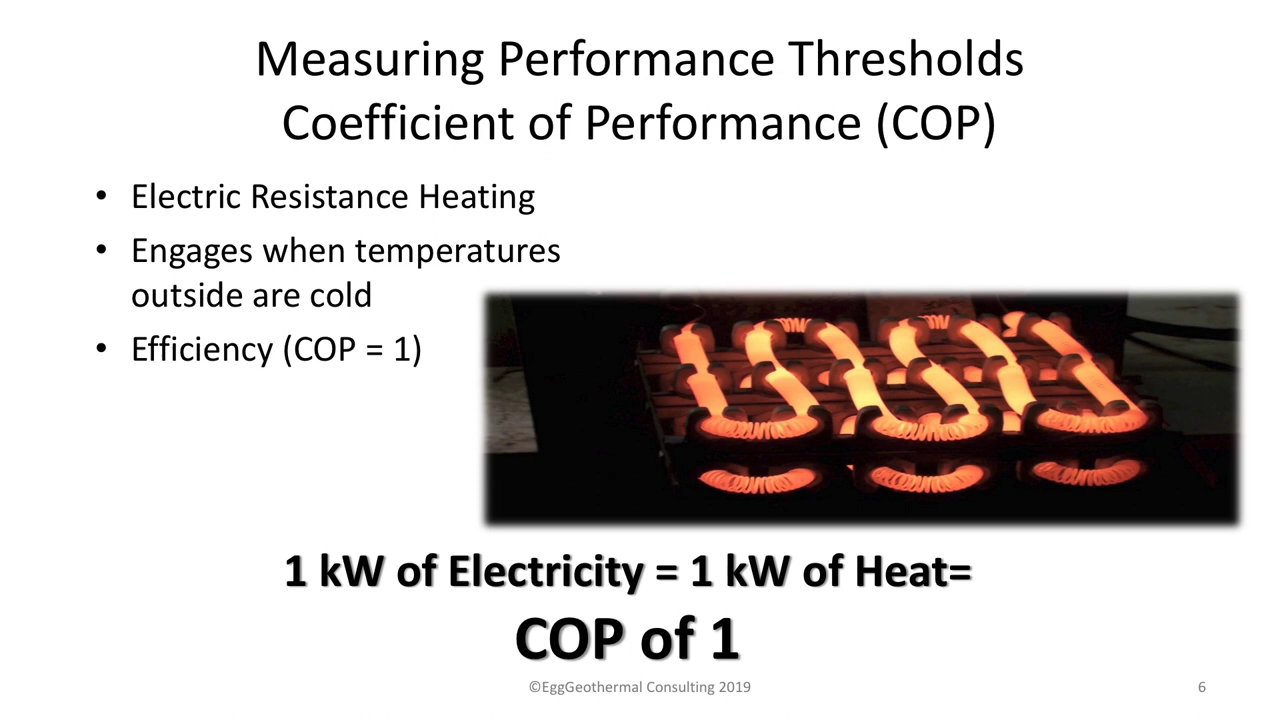 Measuring Performance Thresholds
Coefficient of Performance (COP)
• Electric Resistance Heating
• Engages when temperatures
outside are cold
• Efficiency (COP = 1)
1 kW of Electricity = 1 kW of Heat=
COP of 1
©EggGeothermal Consulting 2019
6